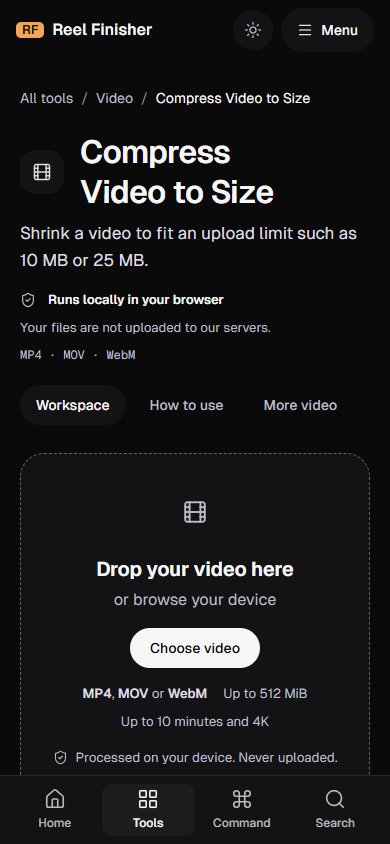 RF Reel Finisher
Menu
All tools / Video / Compress Video to Size
Compress
Video to Size
Shrink a video to fit an upload limit such as
10 MB or 25 MB.
Runs locally in your browser
Your files are not uploaded to our servers.
MP4 · MOV · WebM
Workspace
How to use
More video
Drop your video here
or browse your device
Choose video
MP4, MOV or WebM Up to 512 MiB
Up to 10 minutes and 4K
Processed on your device. Never uploaded.
Home
Tools
Command
Search